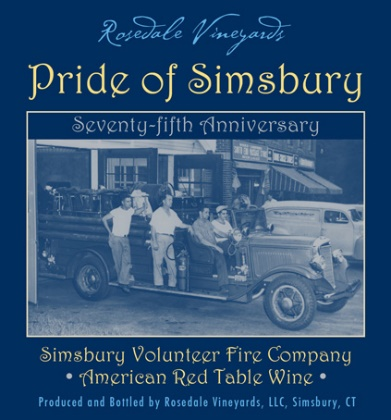 Rosedale Vineyards
Pride of Simsbury
Seventy-fifth Anniversary
Simsbury Volunteer Fire Company
• American Red Table Wine •
Produced and Bottled by Rosedale Vineyards, LLC, Simsbury, CT